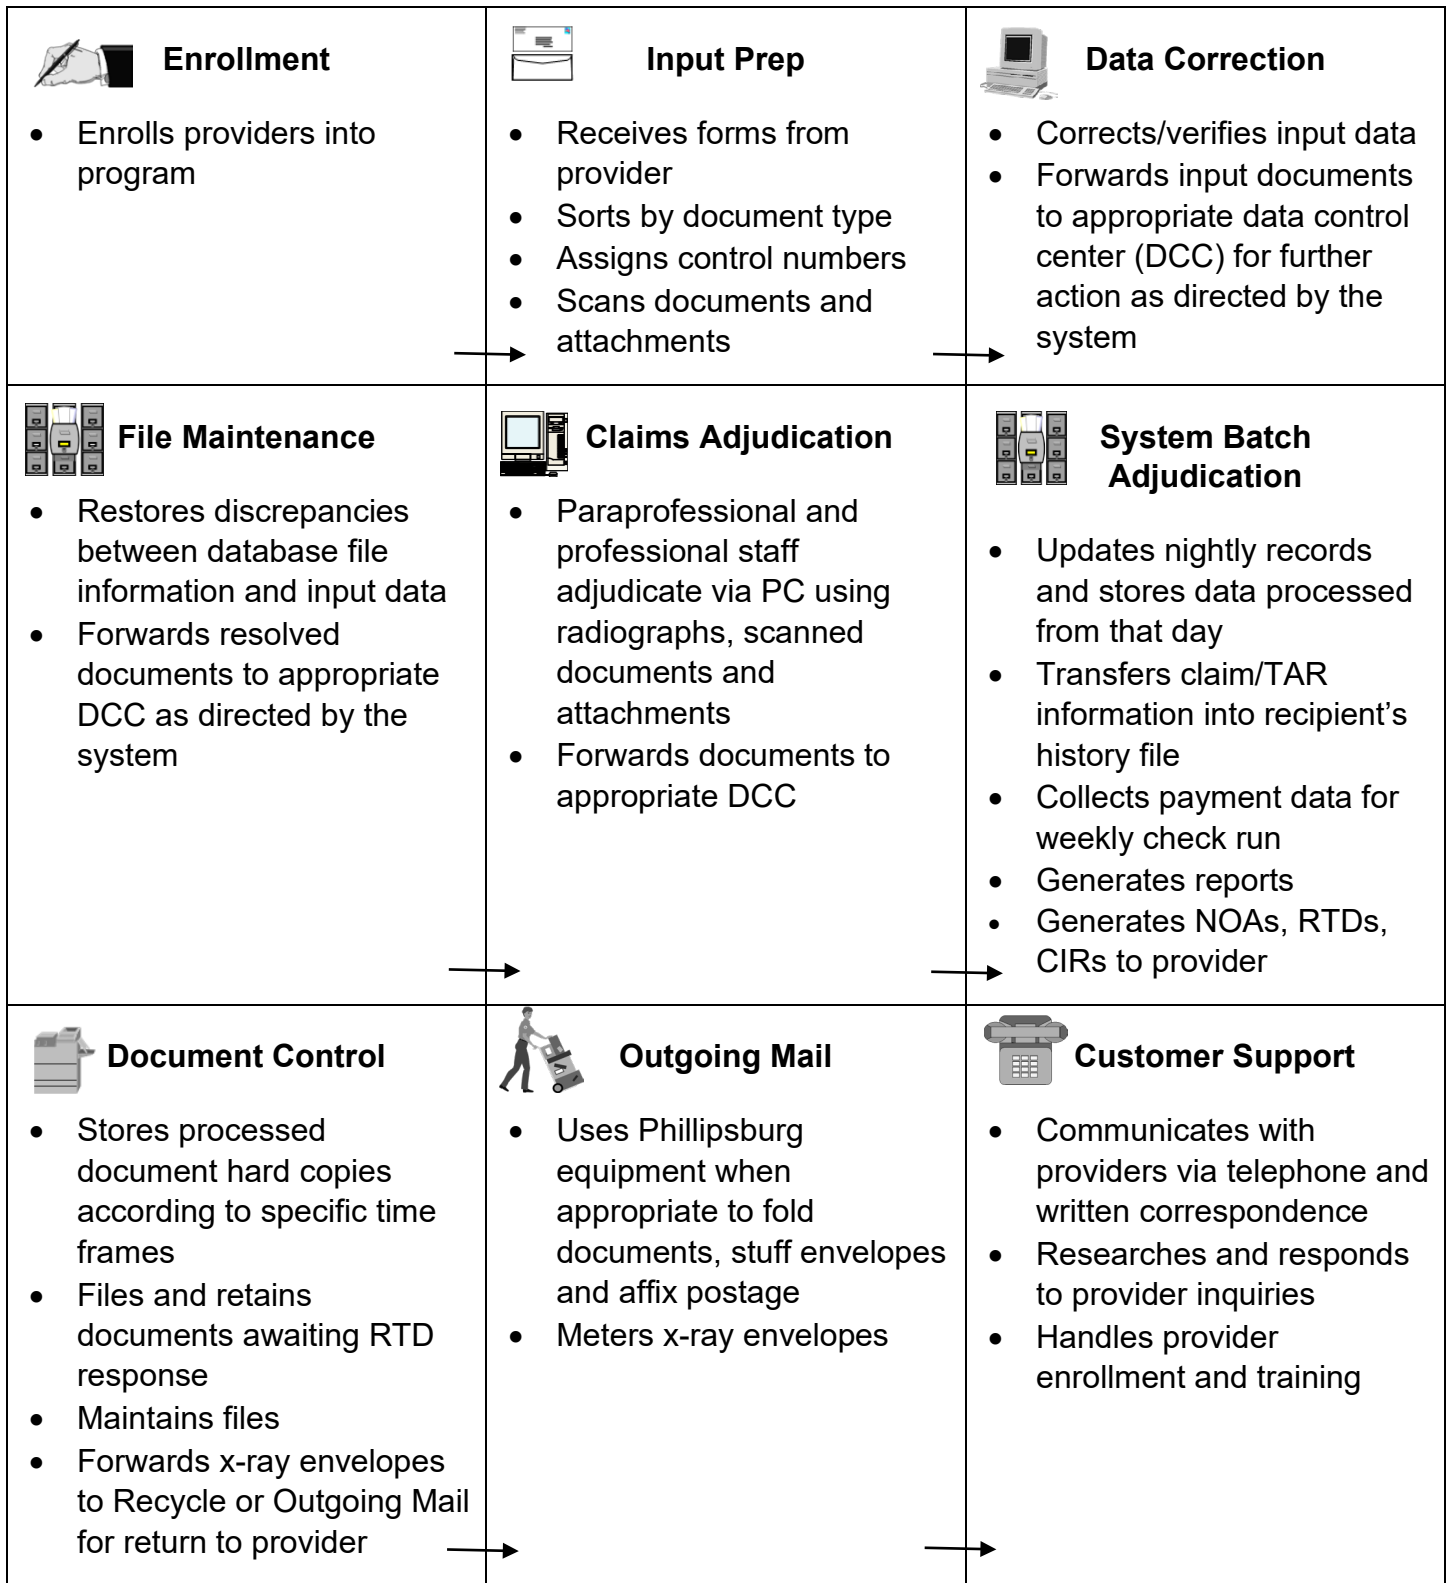 Enrollment
• Enrolls providers into
program
Input Prep
• Receives forms from
provider
• Sorts by document type
• Assigns control numbers
• Scans documents and
attachments
Data Correction
• Corrects/verifies input data
• Forwards input documents
to appropriate data control
center (DCC) for further
action as directed by the
system
File Maintenance
• Restores discrepancies
between database file
information and input data
• Forwards resolved
documents to appropriate
DCC as directed by the
system
Claims Adjudication
• Paraprofessional and
professional staff
adjudicate via PC using
radiographs, scanned
documents and
attachments
• Forwards documents to
appropriate DCC
System Batch
Adjudication
• Updates nightly records
and stores data processed
from that day
• Transfers claim/TAR
information into recipient’s
history file
• Collects payment data for
weekly check run
• Generates reports
• Generates NOAs, RTDs,
CIRs to provider
Document Control
• Stores processed
document hard copies
according to specific time
frames
• Files and retains
documents awaiting RTD
response
• Maintains files
• Forwards x-ray envelopes
to Recycle or Outgoing Mail
for return to provider
Outgoing Mail
• Uses Phillipsburg
equipment when
appropriate to fold
documents, stuff envelopes
and affix postage
• Meters x-ray envelopes
Customer Support
• Communicates with
providers via telephone and
written correspondence
• Researches and responds
to provider inquiries
• Handles provider
enrollment and training